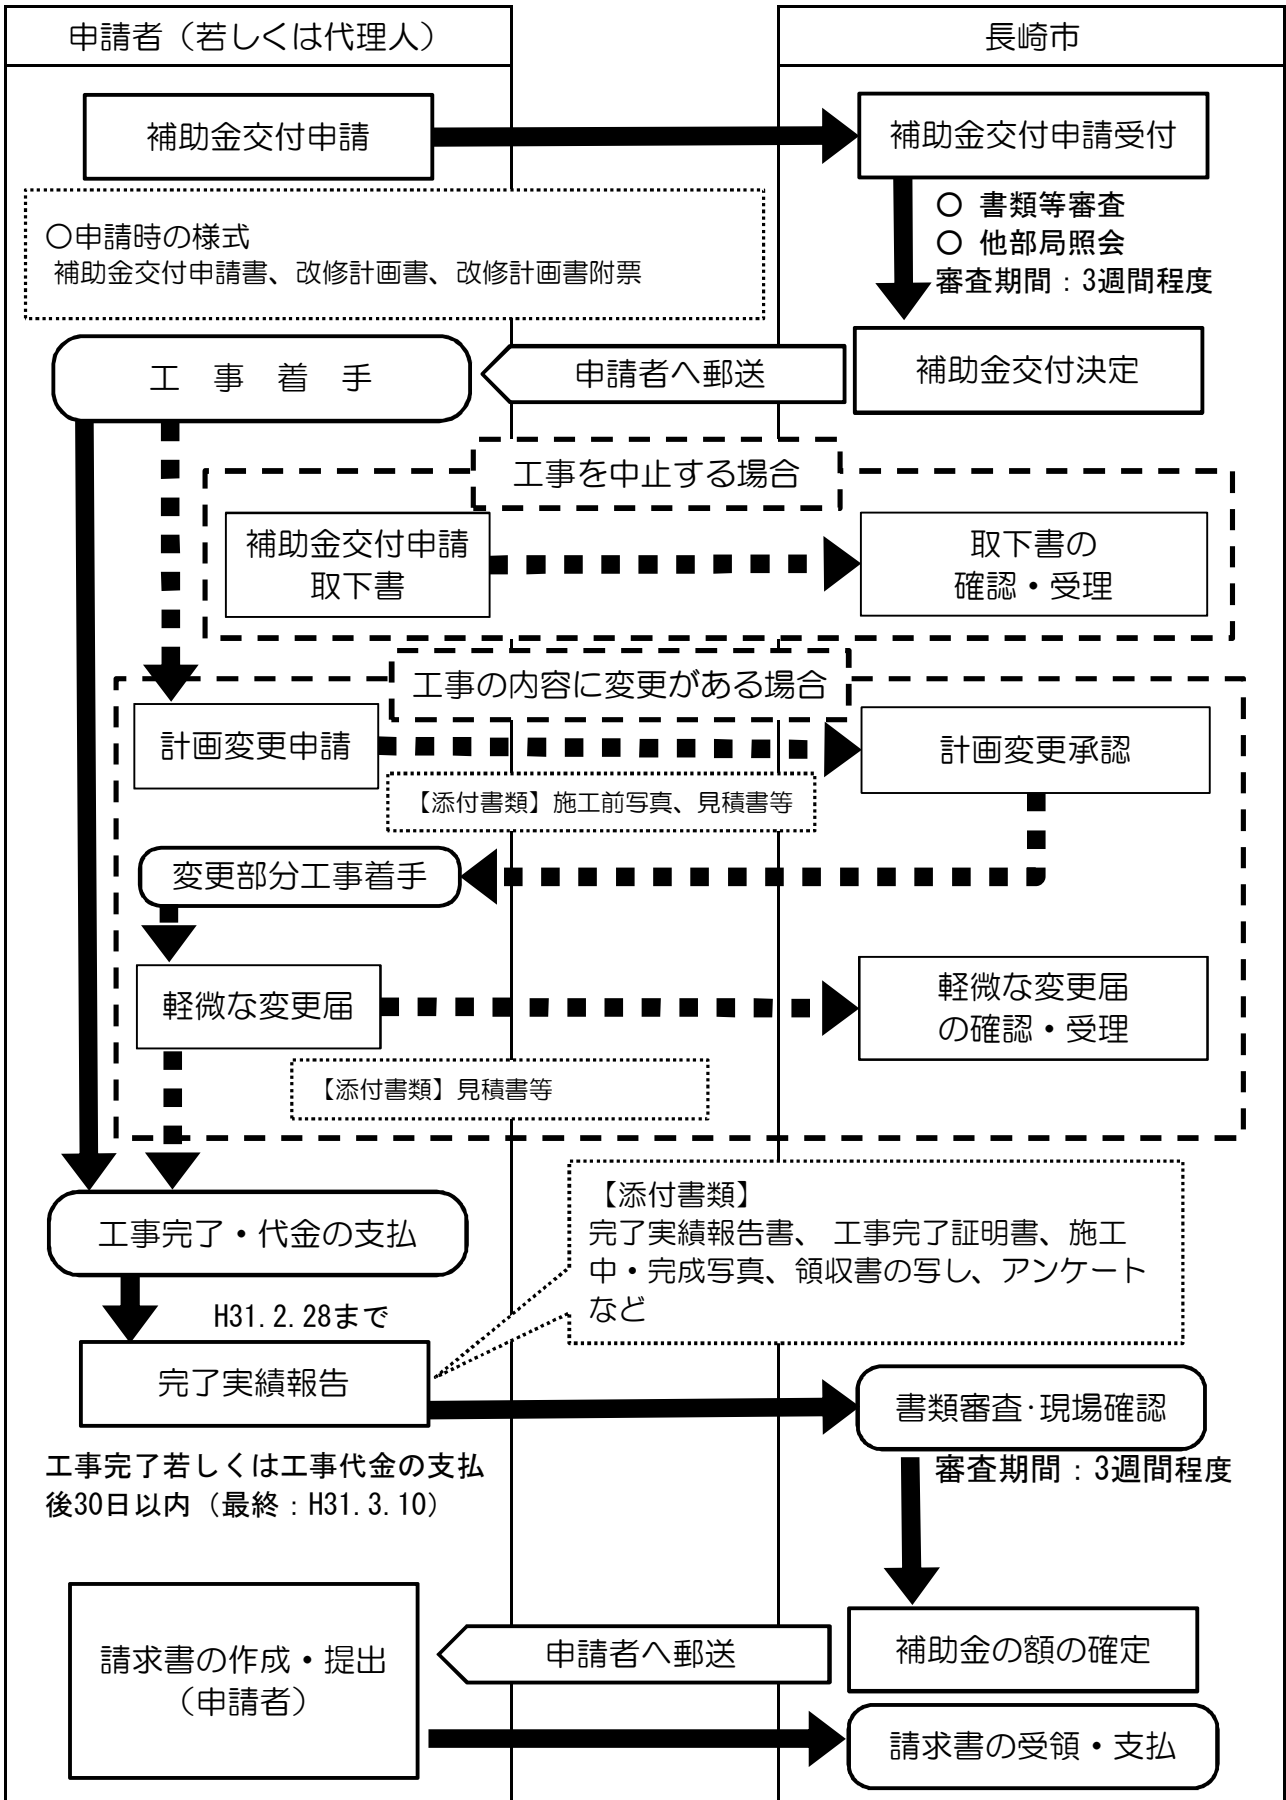 申請者（若しくは代理人）
長崎市
補助金交付申請
補助金交付申請受付
○ 書類等審査
○ 他部局照会
審査期間：3週間程度
○申請時の様式
補助金交付申請書、改修計画書、改修計画書附票
工事着手
申請者へ郵送
補助金交付決定
工事を中止する場合
補助金交付申請
取下書
取下書の
確認・受理
工事の内容に変更がある場合
計画変更申請
計画変更承認
【添付書類】施工前写真、見積書等
変更部分工事着手
軽微な変更届
軽微な変更届
の確認・受理
【添付書類】見積書等
【添付書類】
完了実績報告書、 工事完了証明書、施工
中・完成写真、領収書の写し、アンケート
など
工事完了・代金の支払
H31.2.28まで
完了実績報告
書類審査・現場確認
審査期間：3週間程度
工事完了若しくは工事代金の支払
後30日以内（最終：H31.3.10）
請求書の作成・提出
（申請者）
申請者へ郵送
補助金の額の確定
請求書の受領・支払